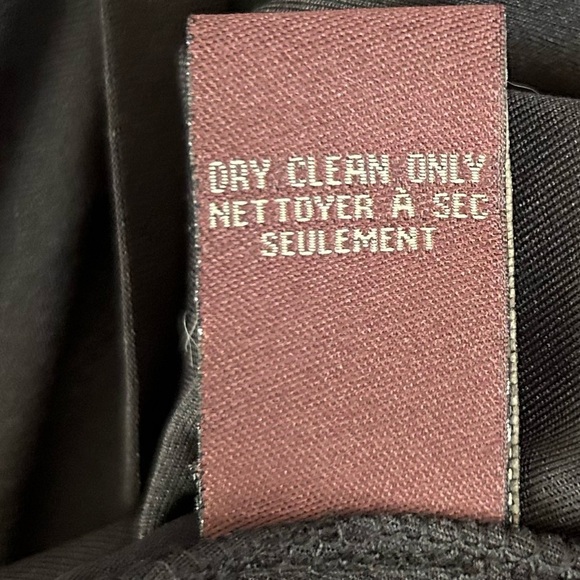 DRY CLEAN ONLY
NETTOYER À SEC
SEULEMENT